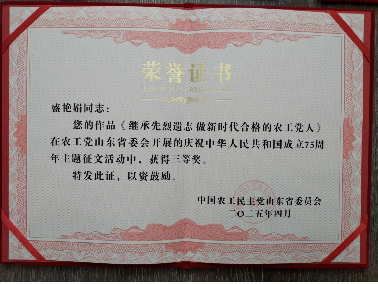 荣誉证书
盛艳娟同志：
您的作品《继承先烈遗志 做新时代合格的农工党人》
在农工党山东省委会开展的庆祝中华人民共和国成立75周
年主题征文活动中，获得三等奖。
特发此证，以资鼓励。
中国农工民主党山东省委员会
二〇二五年四月